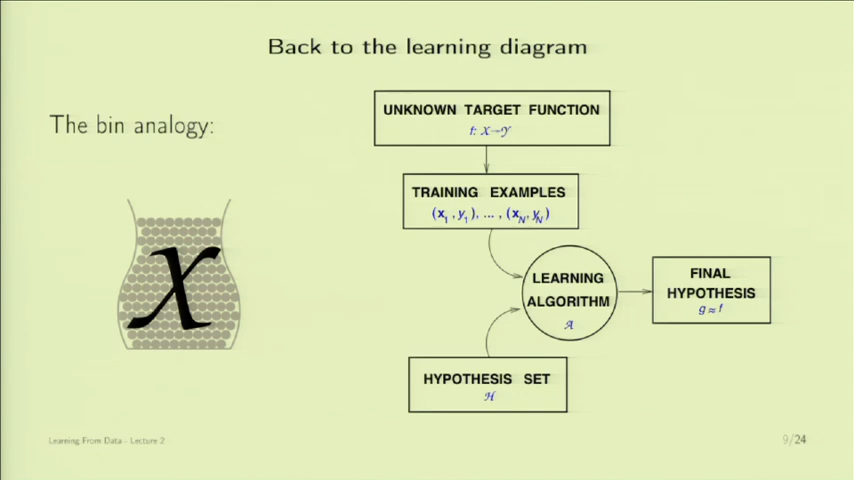 Back to the learning diagram
The bin analogy:
X
UNKNOWN TARGET FUNCTION
f: X→Y
TRAINING EXAMPLES
(x1, y1), ... , (xN, yN)
LEARNING
ALGORITHM
A
FINAL
HYPOTHESIS
g ≈ f
HYPOTHESIS SET
H
Learning From Data - Lecture 2
9/24